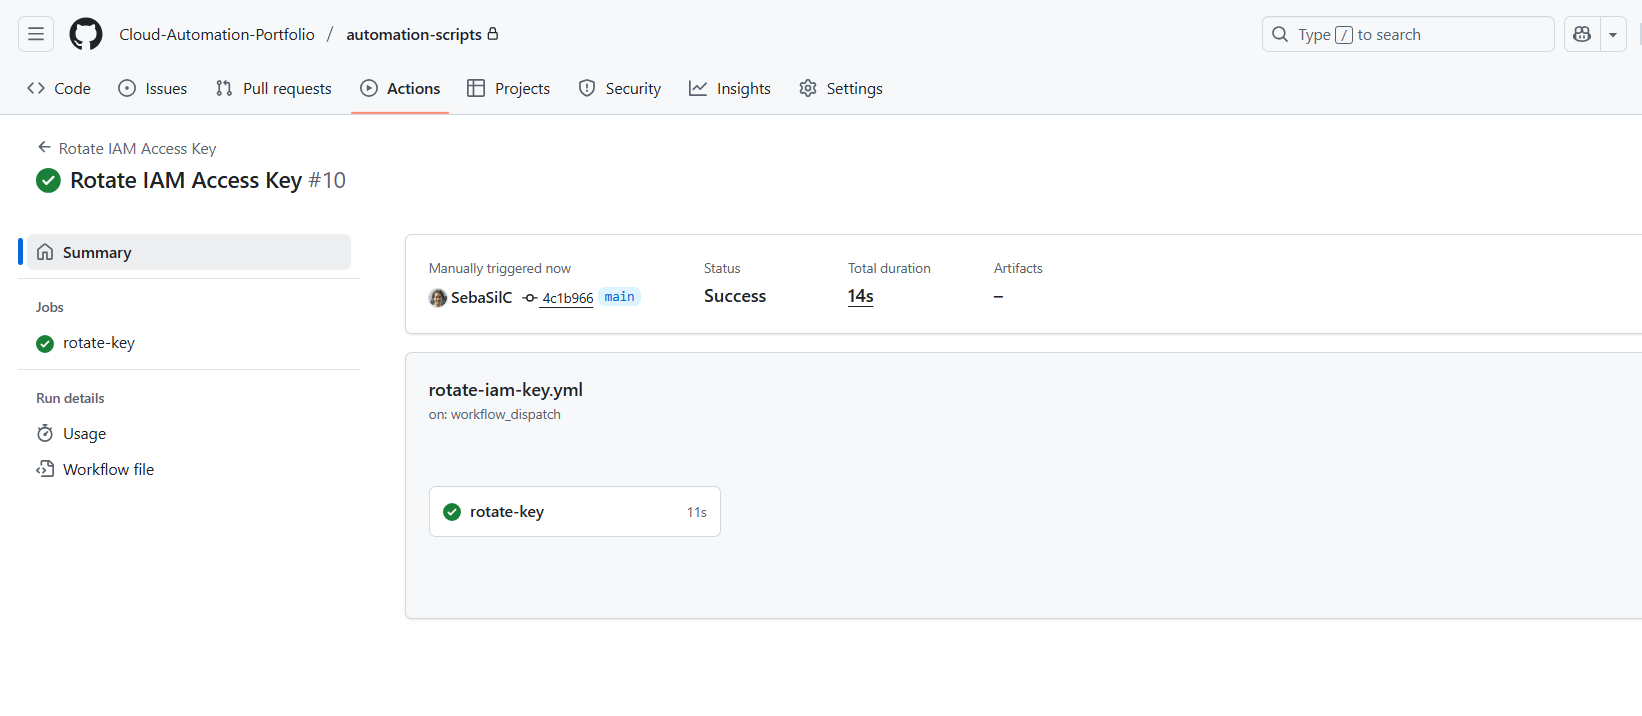 Cloud-Automation-Portfolio / automation-scripts
Type / to search
Code Issues Pull requests Actions Projects Security Insights Settings
Rotate IAM Access Key
Rotate IAM Access Key #10
Summary
Jobs
rotate-key
Run details
Usage
Workflow file
Manually triggered now
SebaSilC 4c1b966 main
Status
Success
Total duration
14s
Artifacts
–
rotate-iam-key.yml
on: workflow_dispatch
rotate-key 11s